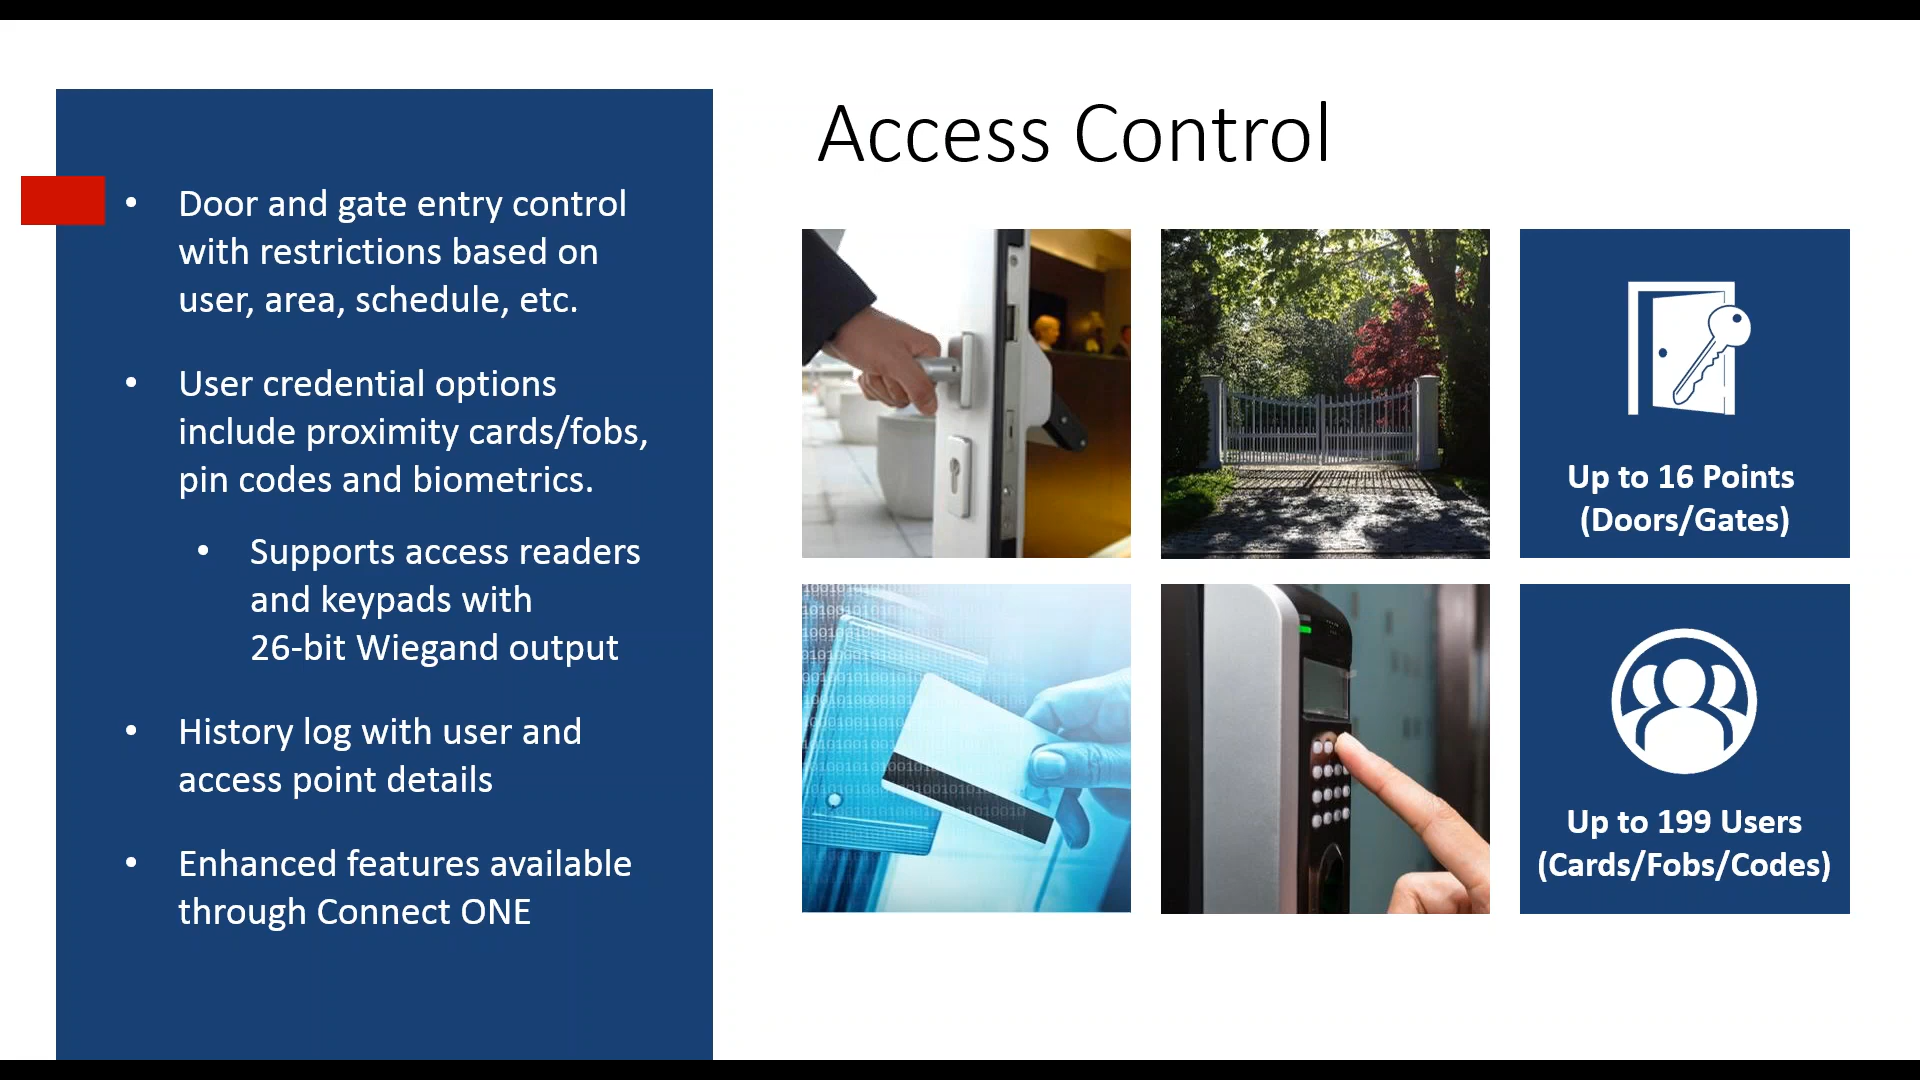 Access Control
• Door and gate entry control
with restrictions based on
user, area, schedule, etc.
• User credential options
include proximity cards/fobs,
pin codes and biometrics.
• Supports access readers
and keypads with
26-bit Wiegand output
• History log with user and
access point details
• Enhanced features available
through Connect ONE
Up to 16 Points
(Doors/Gates)
Up to 199 Users
(Cards/Fobs/Codes)